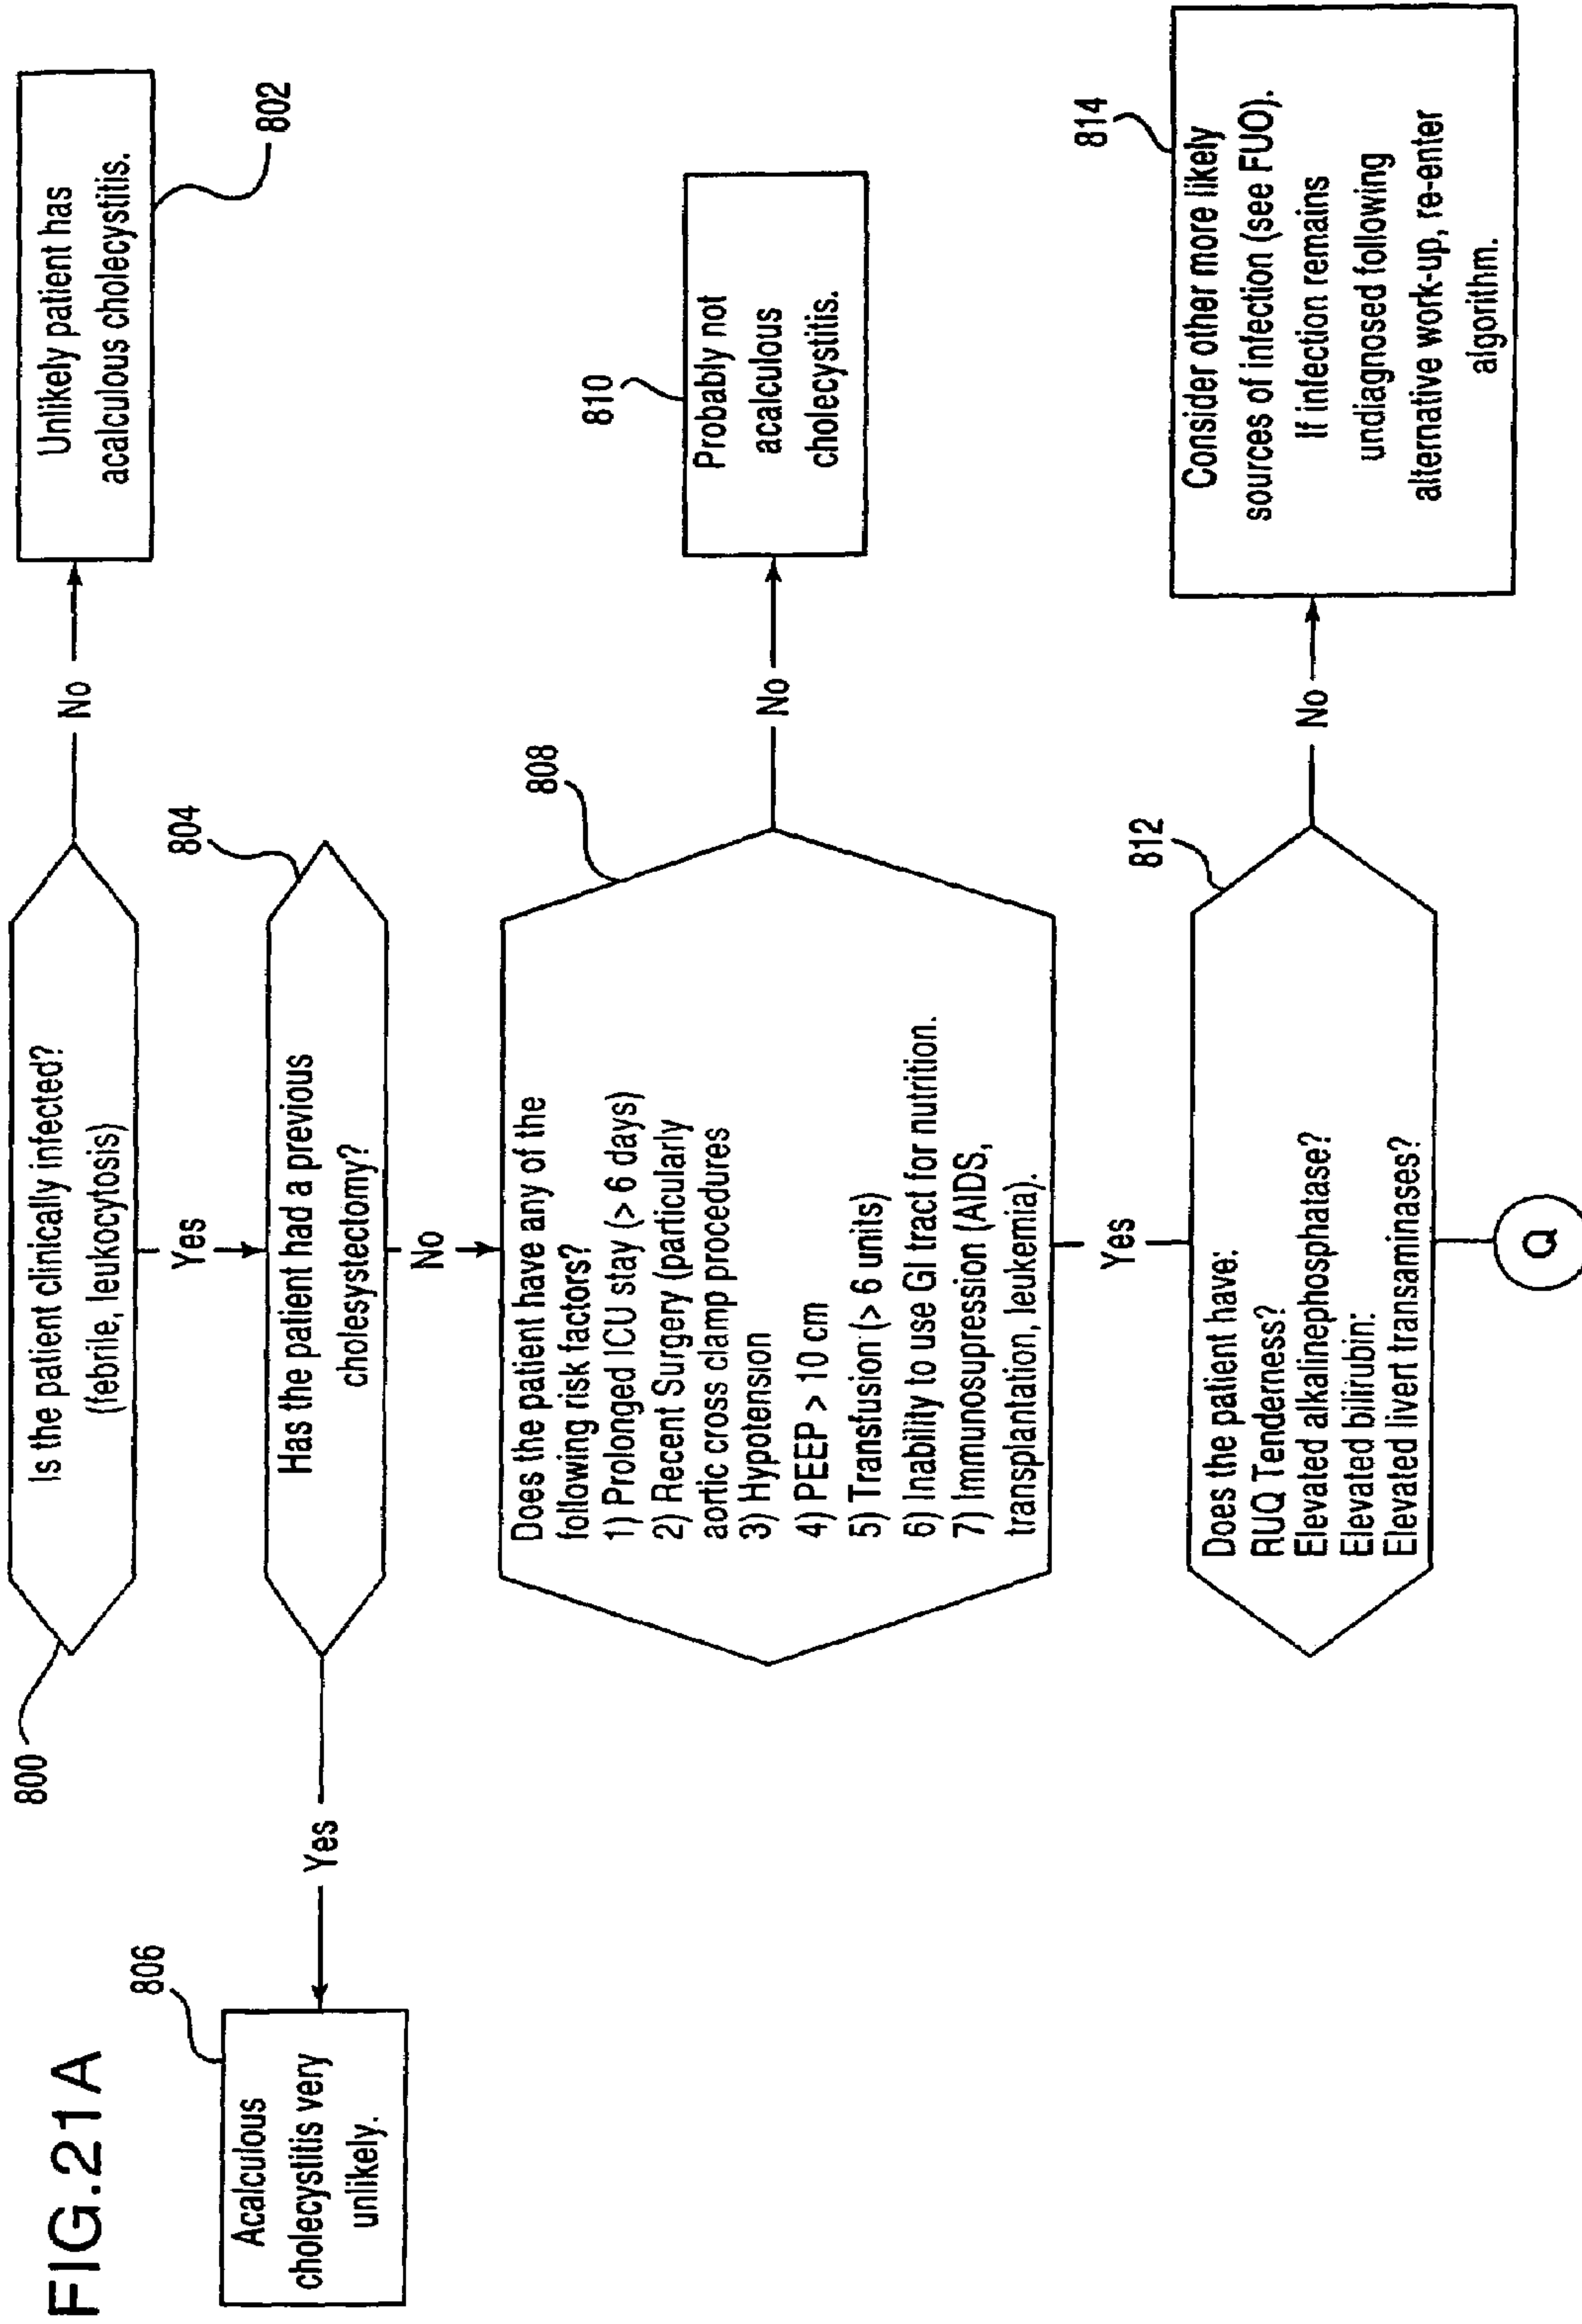 FIG.21A
800
Is the patient clinically infected?
(febrile, leukocytosis)
No
Unlikely patient has
acalculous cholecystitis.
802
Yes
804
Has the patient had a previous
cholesystectomy?
Yes
806
Acalculous
cholecystitis very
unlikely.
No
808
Does the patient have any of the
following risk factors?
1) Prolonged ICU stay (> 6 days)
2) Recent Surgery (particularly
aortic cross clamp procedures
3) Hypotension
4) PEEP > 10 cm
5) Transfusion (> 6 units)
6) Inability to use GI tract for nutrition.
7) Immunosupression (AIDS,
transplantation, leukemia).
No
810
Probably not
acalculous
cholecystitis.
Yes
812
Does the patient have:
RUQ Tenderness?
Elevated alkalinephosphatase?
Elevated bilirubin:
Elevated livert transaminases?
No
814
Consider other more likely
sources of infection (see FUO).
If infection remains
undiagnosed following
alternative work-up, re-enter
algorithm.
Q